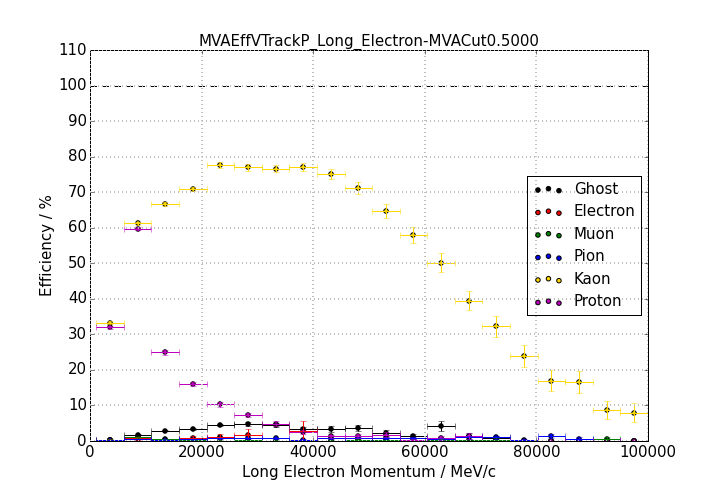 MVAEffVTrackP_Long_Electron-MVACut0.5000
110
100
90
80
70
60
50
40
30
20
10
0
Efficiency / %
Ghost
Electron
Muon
Pion
Kaon
Proton
0 20000 40000 60000 80000 100000
Long Electron Momentum / MeV/c